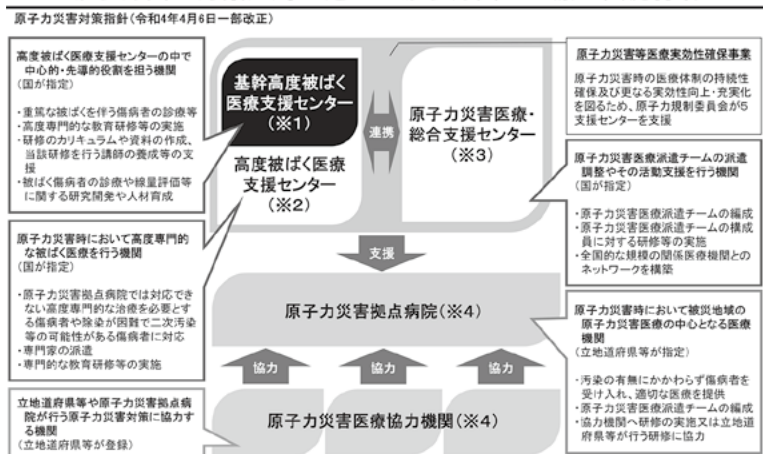 原子力災害対策指針(令和4年4月6日一部改正)
高度被ばく医療支援センターの中で
中心的・先導的役割を担う機関
(国が指定)
・重篤な被ばくを伴う傷病者の診療等
・高度専門的な教育研修等の実施
・研修のカリキュラムや資料の作成、
当該研修を行う講師の養成等の支
援
・被ばく傷病者の診療や線量評価等
に関する研究開発や人材育成
原子力災害時において高度専門的
な被ばく医療を行う機関
(国が指定)
・原子力災害拠点病院では対応でき
ない高度専門的な治療を必要とす
る傷病者や除染が困難で二次汚染
等の可能性がある傷病者に対応
・専門家の派遣
・専門的な教育研修等の実施
立地道府県等や原子力災害拠点病
院が行う原子力災害対策に協力す
る機関
(立地道府県等が登録)
基幹高度被ばく
医療支援センター
(※1)
高度被ばく医療
支援センター
(※2)
連携
原子力災害医療・
総合支援センター
(※3)
支援
原子力災害拠点病院(※4)
協力
協力
協力
原子力災害医療協力機関(※4)
原子力災害等医療実効性確保事業
原子力災害時の医療体制の持続性
確保及び更なる実効性向上・充実化
を図るため、原子力規制委員会が5
支援センターを支援
原子力災害医療派遣チームの派遣
調整やその活動支援を行う機関
(国が指定)
・原子力災害医療派遣チームの編成
・原子力災害医療派遣チームの構成
員に対する研修等の実施
・全国的な規模の関係医療機関との
ネットワークを構築
原子力災害時において被災地域の
原子力災害医療の中心となる医療
機関
(立地道府県等が指定)
・汚染の有無にかかわらず傷病者を
受け入れ、適切な医療を提供
・原子力災害医療派遣チームの編成
・協力機関へ研修の実施又は立地道
府県等が行う研修に協力